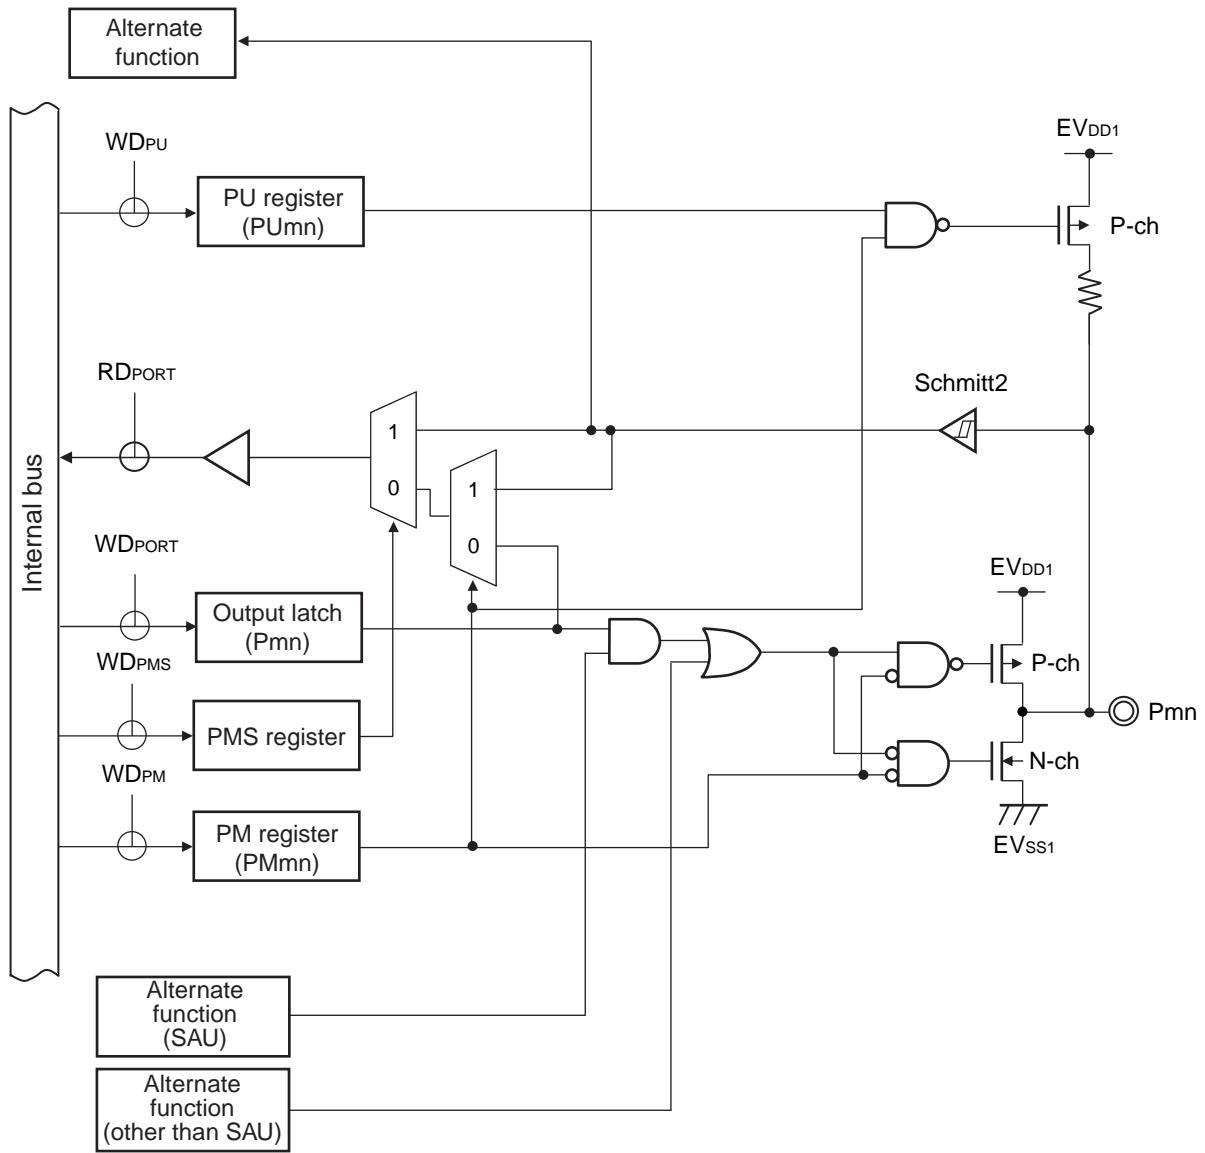 Alternate
function
WDPU
PU register
(PUmn)
EVDD1
P-ch
RDPORT
1
0
Schmitt2
1
0
Internal bus
WDPORT
Output latch
(Pmn)
EVDD1
P-ch
WDPMS
PMS register
Pmn
N-ch
WDPM
PM register
(PMmn)
EVSS1
Alternate
function
(SAU)
Alternate
function
(other than SAU)